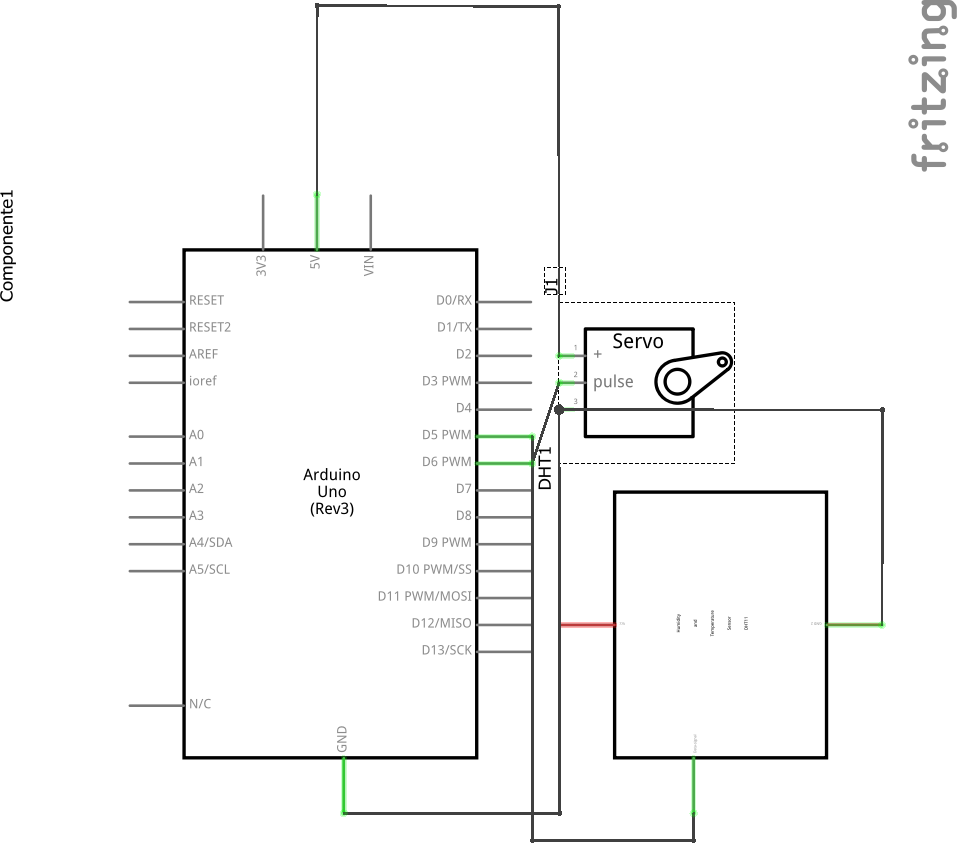 fritzing
Componente1
3V3
5V
VIN
RESET
RESET2
AREF
ioref
A0
A1
A2
A3
A4/SDA
A5/SCL
N/C
D0/RX
D1/TX
D2
D3 PWM
D4
D5 PWM
D6 PWM
D7
D8
D9 PWM
D10 PWM/SS
D11 PWM/MOSI
D12/MISO
D13/SCK
GND
Arduino
Uno
(Rev3)
J1
Servo
1
+
2
pulse
3
DHT1
Humidity
and
Temperature
Sensor
DHT11